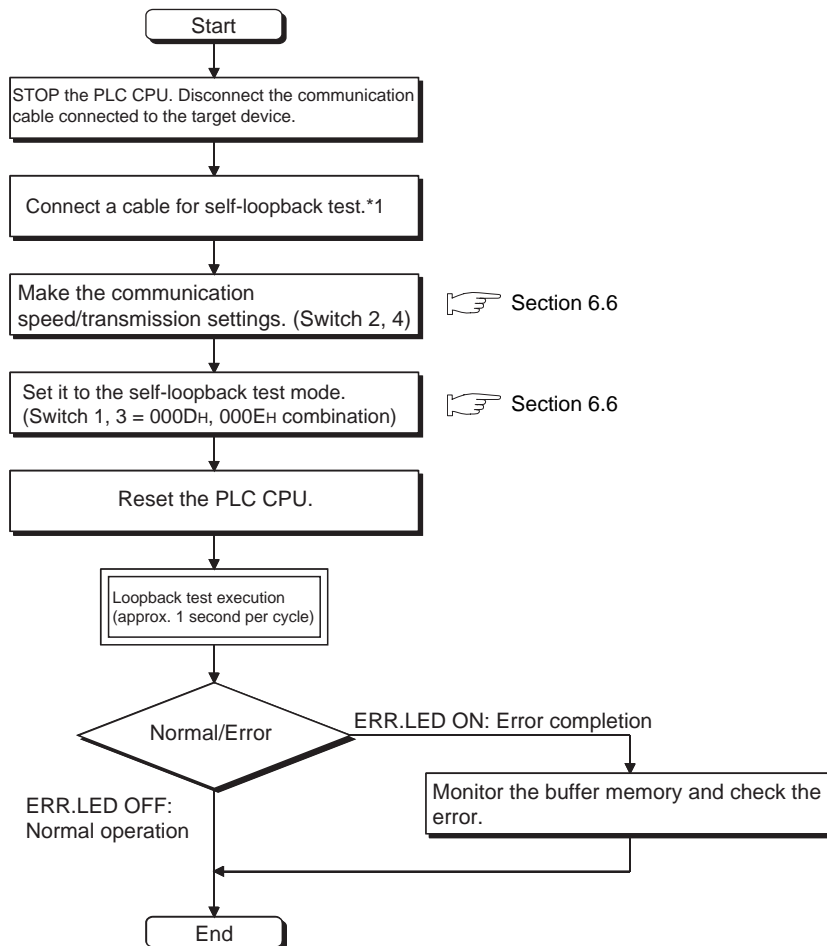 Start
STOP the PLC CPU. Disconnect the communication
cable connected to the target device.
Connect a cable for self-loopback test.*1
Make the communication
speed/transmission settings. (Switch 2, 4)
Section 6.6
Set it to the self-loopback test mode.
(Switch 1, 3 = 000DH, 000EH combination)
Section 6.6
Reset the PLC CPU.
Loopback test execution
(approx. 1 second per cycle)
Normal/Error
ERR.LED ON: Error completion
Monitor the buffer memory and check the
error.
ERR.LED OFF:
Normal operation
End